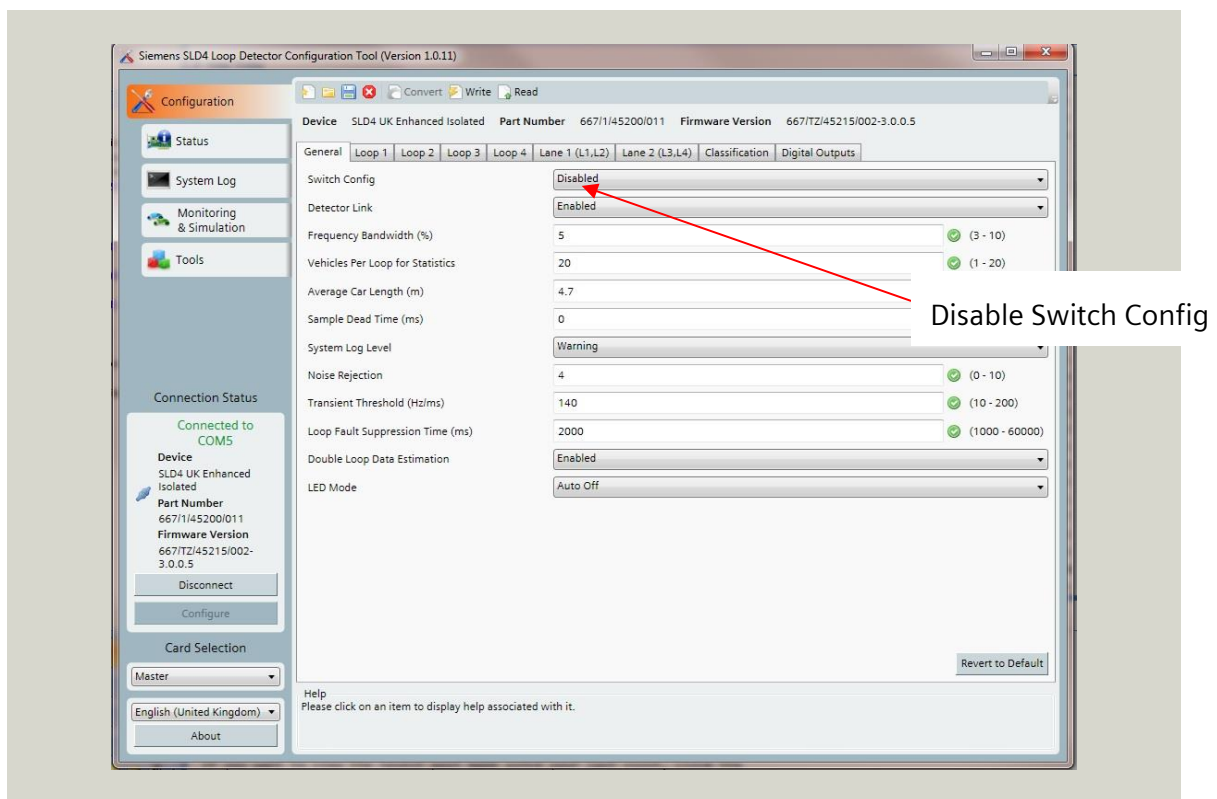 Siemens SLD4 Loop Detector Configuration Tool (Version 1.0.11)
Configuration
Status
System Log
Monitoring
& Simulation
Tools
Convert Write Read
Device SLD4 UK Enhanced Isolated Part Number 667/1/45200/011 Firmware Version 667/TZ/45215/002-3.0.0.5
General Loop 1 Loop 2 Loop 3 Loop 4 Lane 1 (L1,L2) Lane 2 (L3,L4) Classification Digital Outputs
Switch Config Disabled
Detector Link Enabled
Frequency Bandwidth (%) 5 (3 - 10)
Vehicles Per Loop for Statistics 20 (1 - 20)
Average Car Length (m) 4.7
Sample Dead Time (ms) 0
System Log Level Warning
Noise Rejection 4 (0 - 10)
Transient Threshold (Hz/ms) 140 (10 - 200)
Loop Fault Suppression Time (ms) 2000 (1000 - 60000)
Double Loop Data Estimation Enabled
LED Mode Auto Off
Disable Switch Config
Connection Status
Connected to
COM5
Device
SLD4 UK Enhanced
Isolated
Part Number
667/1/45200/011
Firmware Version
667/TZ/45215/002-
3.0.0.5
Disconnect
Configure
Card Selection
Master
English (United Kingdom)
About
Revert to Default
Help
Please click on an item to display help associated with it.